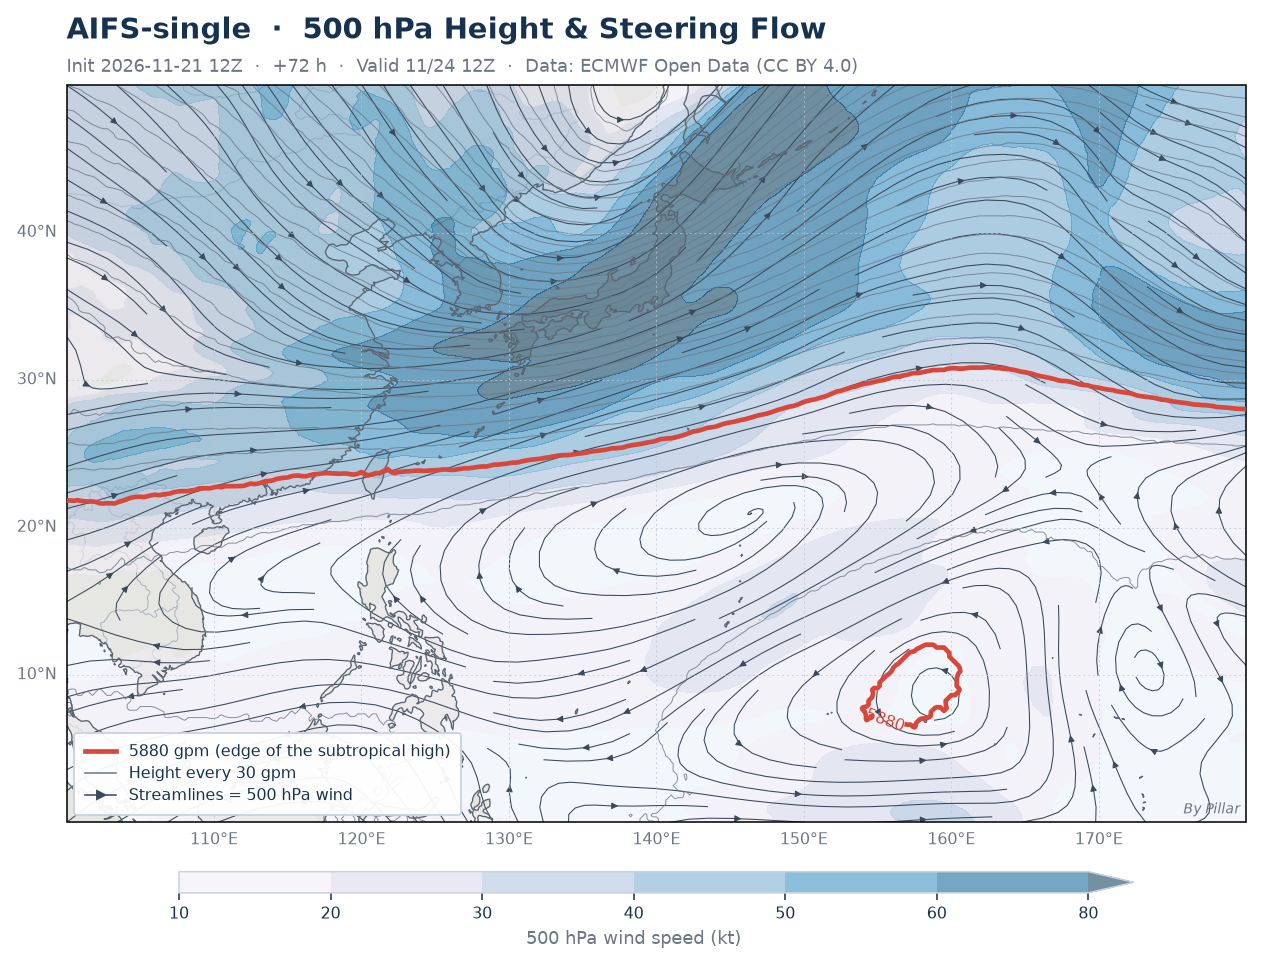 AIFS-single · 500 hPa Height & Steering Flow
Init 2026-11-21 12Z · +72 h · Valid 11/24 12Z · Data: ECMWF Open Data (CC BY 4.0)
40°N
30°N
20°N
10°N
5880
5880 gpm (edge of the subtropical high)
Height every 30 gpm
Streamlines = 500 hPa wind
By Pillar
110°E 120°E 130°E 140°E 150°E 160°E 170°E
10 20 30 40 50 60 80
500 hPa wind speed (kt)